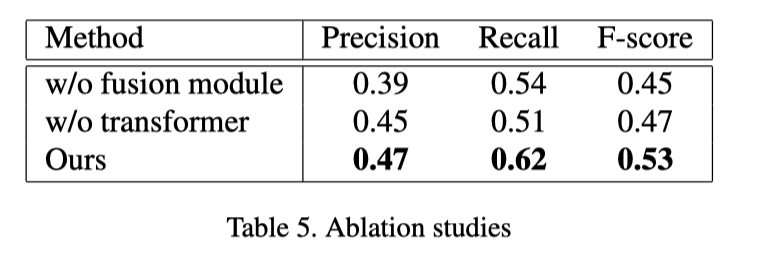 Method Precision Recall F-score
w/o fusion module 0.39 0.54 0.45
w/o transformer 0.45 0.51 0.47
Ours 0.47 0.62 0.53
Table 5. Ablation studies